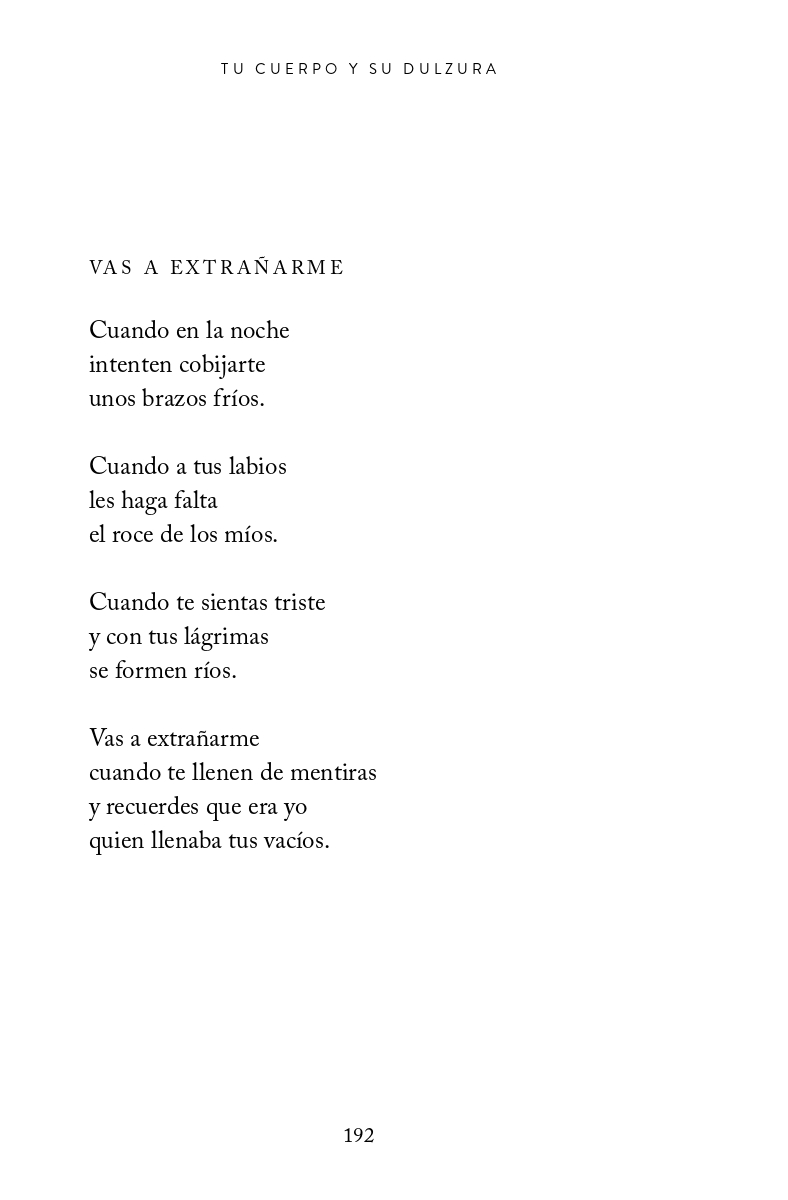 TU CUERPO Y SU DULZURA
VAS A EXTRAÑARME
Cuando en la noche
intenten cobijarte
unos brazos fríos.
Cuando a tus labios
les haga falta
el roce de los míos.
Cuando te sientas triste
y con tus lágrimas
se formen ríos.
Vas a extrañarme
cuando te llenen de mentiras
y recuerdes que era yo
quien llenaba tus vacíos.
192